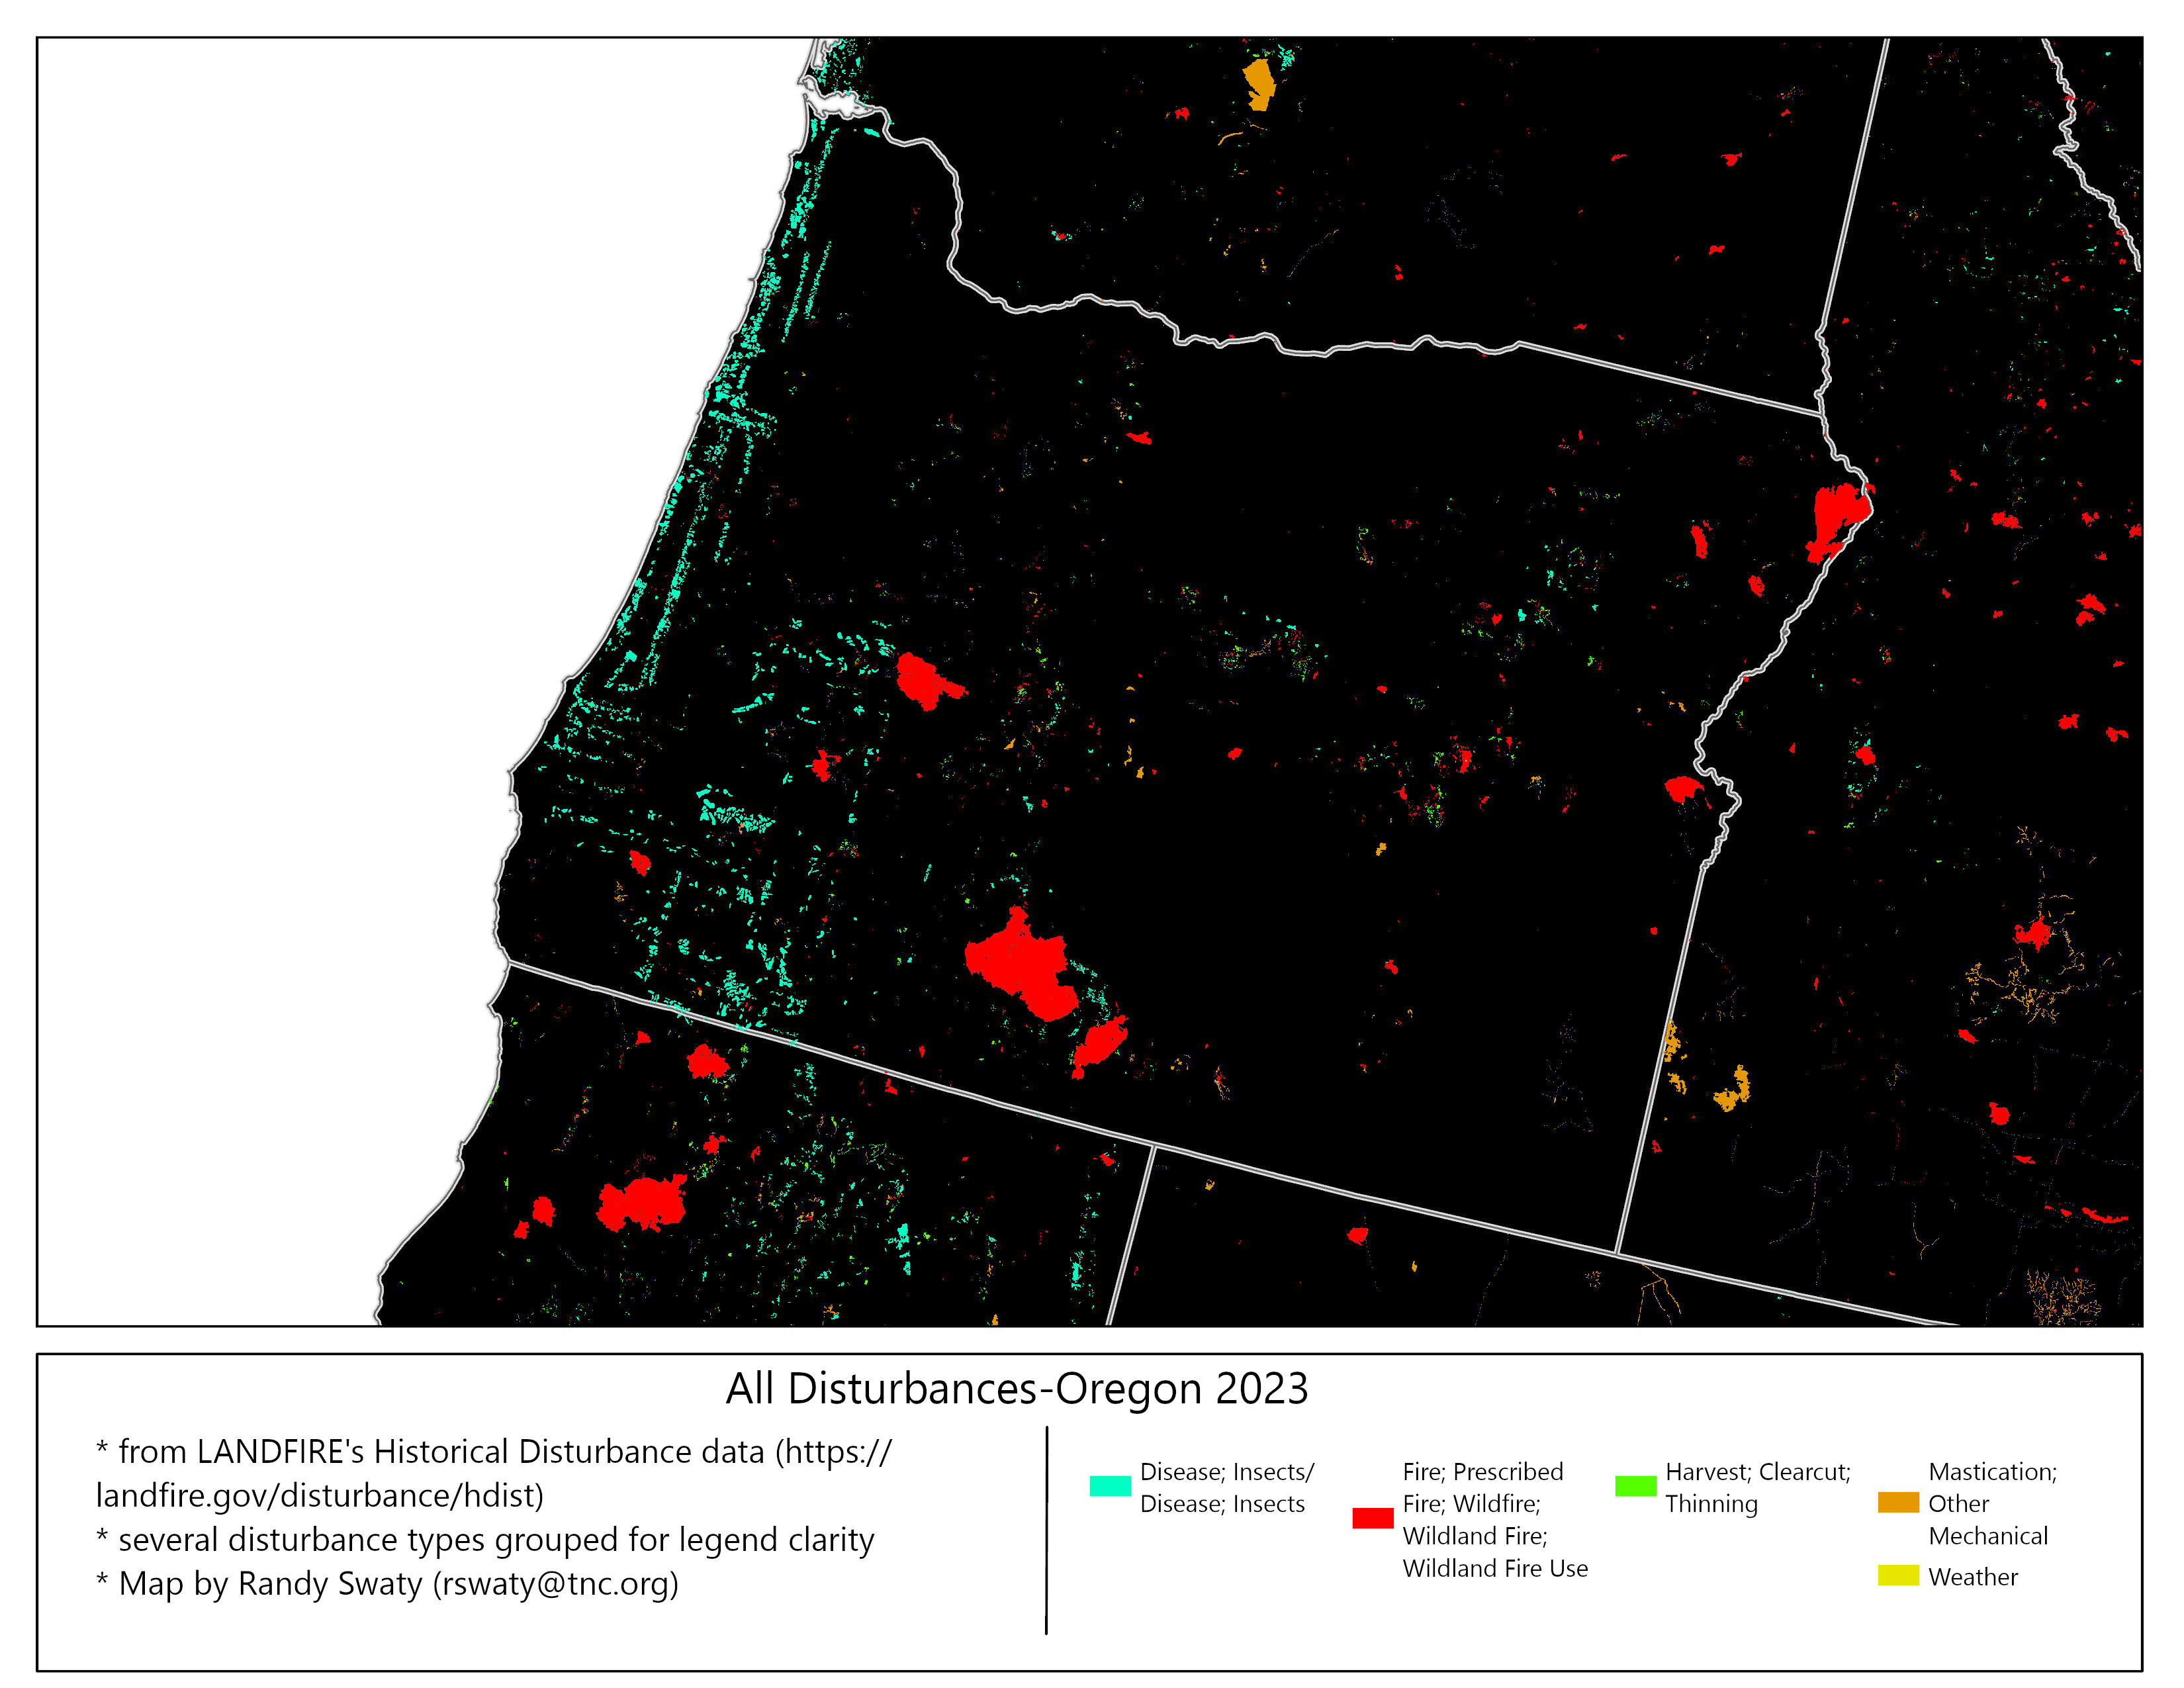 All Disturbances-Oregon 2023
* from LANDFIRE's Historical Disturbance data (https://
landfire.gov/disturbance/hdist)
* several disturbance types grouped for legend clarity
* Map by Randy Swaty (rswaty@tnc.org)
Disease; Insects/
Disease; Insects
Fire; Prescribed
Fire; Wildfire;
Wildland Fire;
Wildland Fire Use
Harvest; Clearcut;
Thinning
Mastication;
Other
Mechanical
Weather